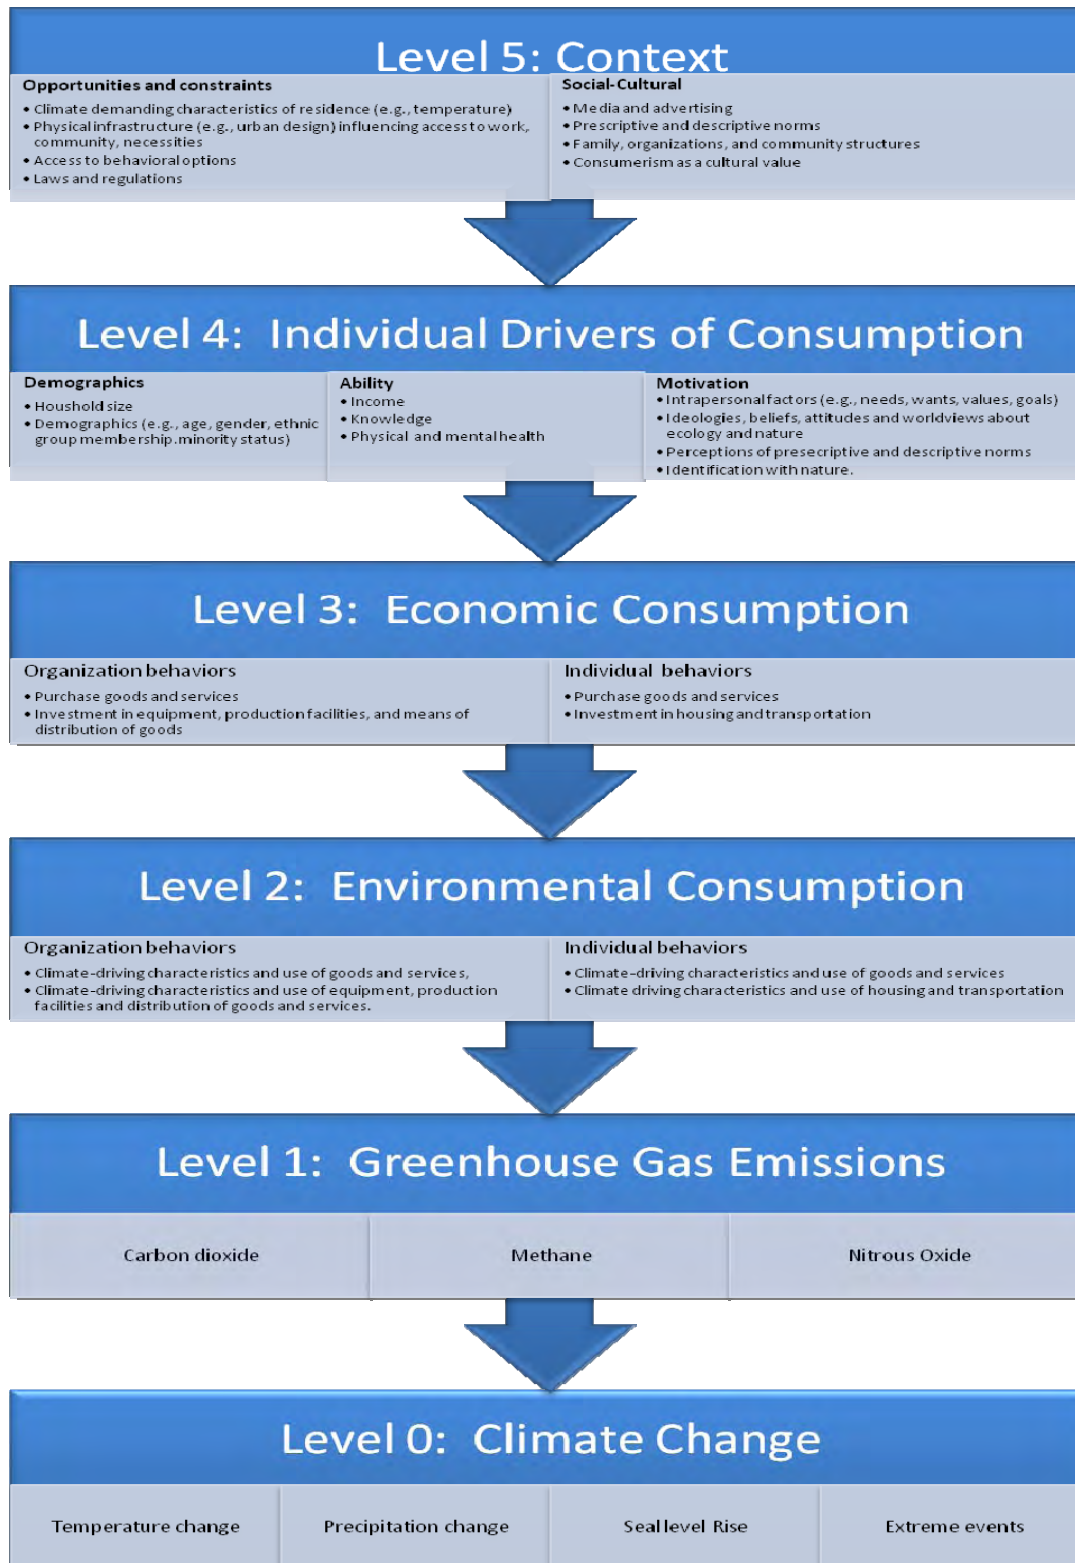 Level 5: Context
Opportunities and constraints
• Climate demanding characteristics of residence (e.g., temperature)
• Physical infrastructure (e.g., urban design) influencing access to work,
community, necessities
• Access to behavioral options
• Laws and regulations
Social-Cultural
• Media and advertising
• Prescriptive and descriptive norms
• Family, organizations, and community structures
• Consumerism as a cultural value
Level 4: Individual Drivers of Consumption
Demographics
• Houshold size
• Demographics (e.g., age, gender, ethnic
group membership.minority status)
Ability
• Income
• Knowledge
• Physical and mental health
Motivation
• Intrapersonal factors (e.g., needs, wants, values, goals)
• Ideologies, beliefs, attitudes and worldviews about
ecology and nature
• Perceptions of presecriptive and descriptive norms
• Identification with nature.
Level 3: Economic Consumption
Organization behaviors
• Purchase goods and services
• Investment in equipment, production facilities, and means of
distribution of goods
Individual behaviors
• Purchase goods and services
• Investment in housing and transportation
Level 2: Environmental Consumption
Organization behaviors
• Climate-driving characteristics and use of goods and services,
• Climate-driving characteristics and use of equipment, production
facilities and distribution of goods and services.
Individual behaviors
• Climate-driving characteristics and use of goods and services
• Climate driving characteristics and use of housing and transportation
Level 1: Greenhouse Gas Emissions
Carbon dioxide
Methane
Nitrous Oxide
Level 0: Climate Change
Temperature change
Precipitation change
Seal level Rise
Extreme events